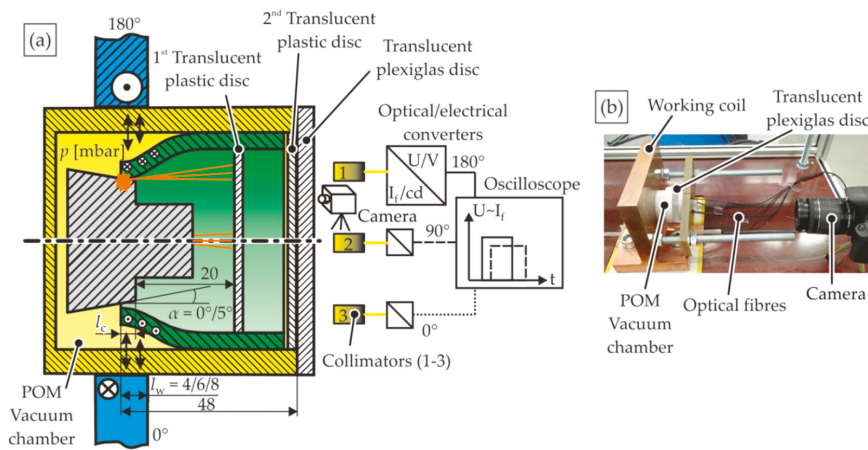 (a)
180°
1st Translucent
plastic disc
2nd Translucent
plastic disc
Translucent
plexiglas disc
p [mbar]
Optical/electrical
converters
1
U/V
If/cd
180°
Oscilloscope
Camera
U~If
2
90°
t
20
α = 0°/5°
lc
3
0°
Collimators (1-3)
POM
Vacuum
chamber
lw = 4/6/8
48
0°
(b)
Working coil
Translucent
plexiglas disc
POM
Vacuum
chamber
Optical fibres
Camera